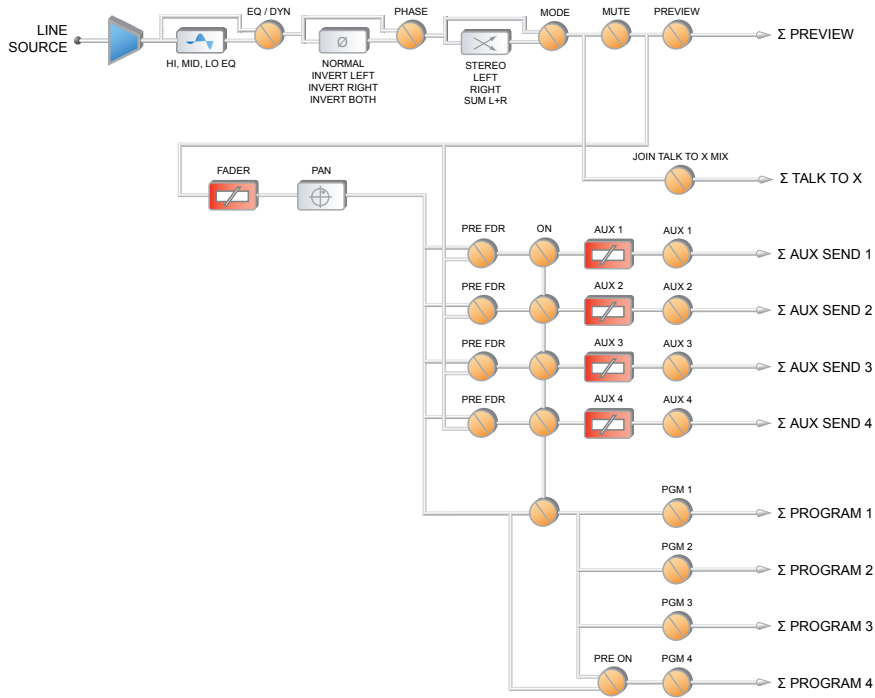 LINE
SOURCE
EQ / DYN
PHASE
MODE
MUTE
PREVIEW
Σ PREVIEW
HI, MID, LO EQ
Ø
NORMAL
INVERT LEFT
INVERT RIGHT
INVERT BOTH
STEREO
LEFT
RIGHT
SUM L+R
JOIN TALK TO X MIX
Σ TALK TO X
FADER
PAN
PRE FDR
ON
AUX 1
AUX 1
Σ AUX SEND 1
PRE FDR
AUX 2
AUX 2
Σ AUX SEND 2
PRE FDR
AUX 3
AUX 3
Σ AUX SEND 3
PRE FDR
AUX 4
AUX 4
Σ AUX SEND 4
PGM 1
Σ PROGRAM 1
PGM 2
Σ PROGRAM 2
PGM 3
Σ PROGRAM 3
PRE ON
PGM 4
Σ PROGRAM 4